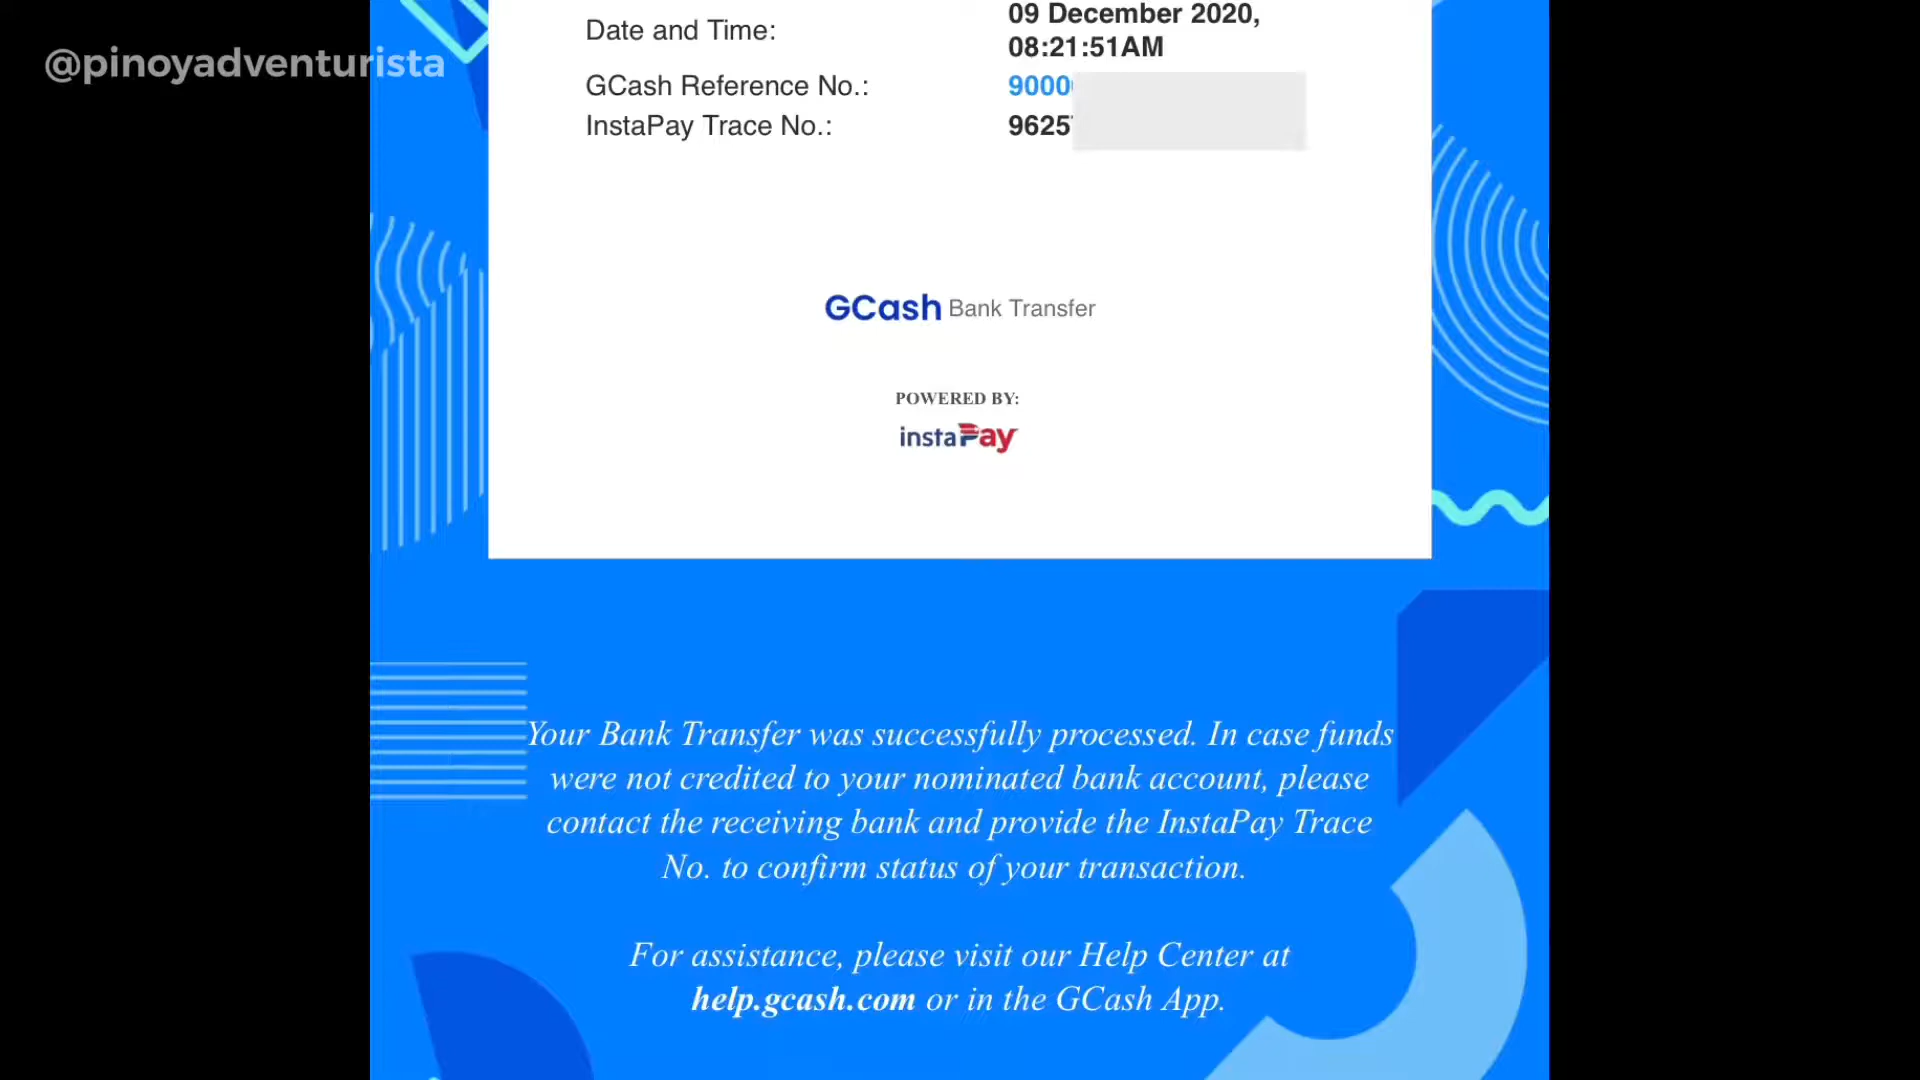 @pinoyadventurista
Date and Time:
09 December 2020,
08:21:51AM
GCash Reference No.: 9000
InstaPay Trace No.: 9625
GCash Bank Transfer
POWERED BY:
instaPay
Your Bank Transfer was successfully processed. In case funds
were not credited to your nominated bank account, please
contact the receiving bank and provide the InstaPay Trace
No. to confirm status of your transaction.
For assistance, please visit our Help Center at
help.gcash.com or in the GCash App.